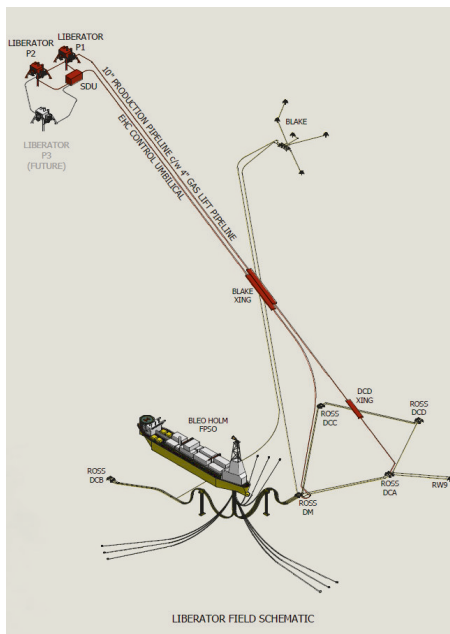 LIBERATOR
P1
LIBERATOR
P2
SDU
LIBERATOR
P3
(FUTURE)
10" PRODUCTION PIPELINE c/w 4" GAS LIFT PIPELINE
EHC CONTROL UMBILICAL
BLAKE
BLAKE
XING
DCD
XING
ROSS
DCC
ROSS
DCD
BLEO HOLM
FPSO
ROSS
DCB
ROSS
DM
ROSS
DCA
RW9
LIBERATOR FIELD SCHEMATIC